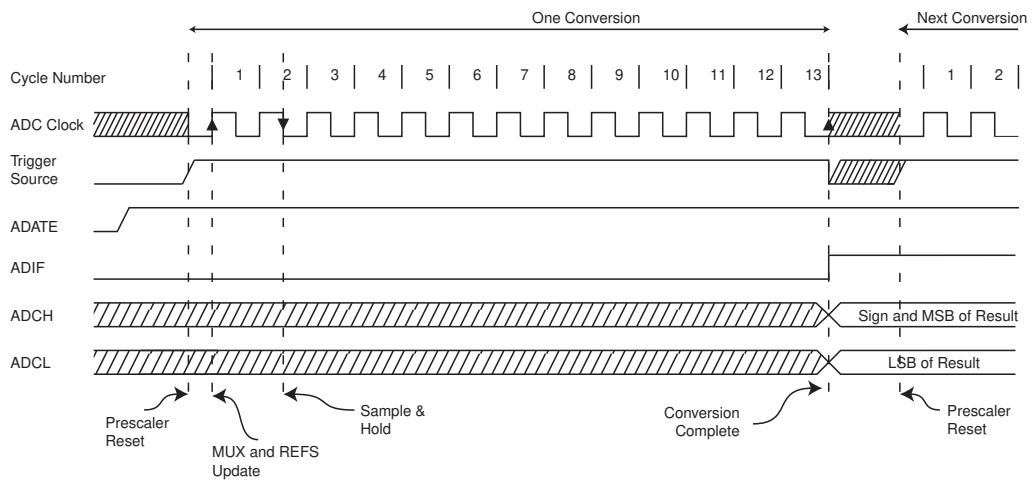 One Conversion
Next Conversion
Cycle Number
1 2 3 4 5 6 7 8 9 10 11 12 13 1 2
ADC Clock
Trigger
Source
ADATE
ADIF
ADCH
Sign and MSB of Result
ADCL
LSB of Result
Prescaler
Reset
MUX and REFS
Update
Sample &
Hold
Conversion
Complete
Prescaler
Reset